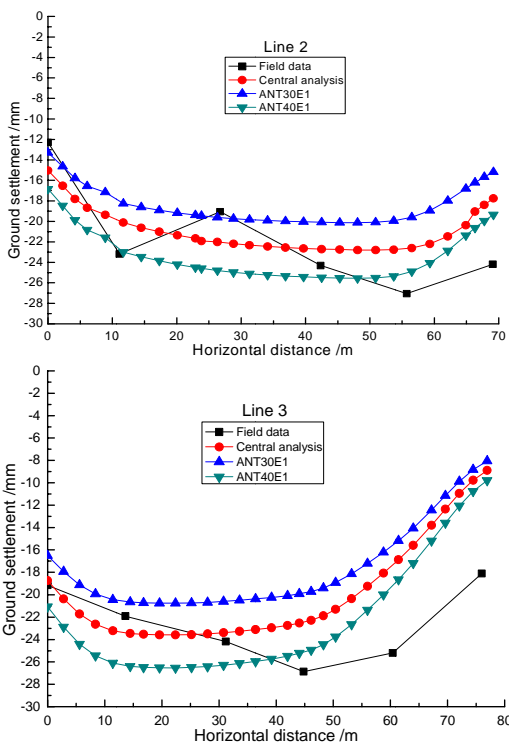 0
-2
-4
-6
-8
-10
-12
-14
-16
-18
-20
-22
-24
-26
-28
-30
Ground settlement /mm
Line 2
Field data
Central analysis
ANT30E1
ANT40E1
0 10 20 30 40 50 60 70
Horizontal distance /m
0
-2
-4
-6
-8
-10
-12
-14
-16
-18
-20
-22
-24
-26
-28
-30
Ground settlement /mm
Line 3
Field data
Central analysis
ANT30E1
ANT40E1
0 10 20 30 40 50 60 70 80
Horizontal distance /m